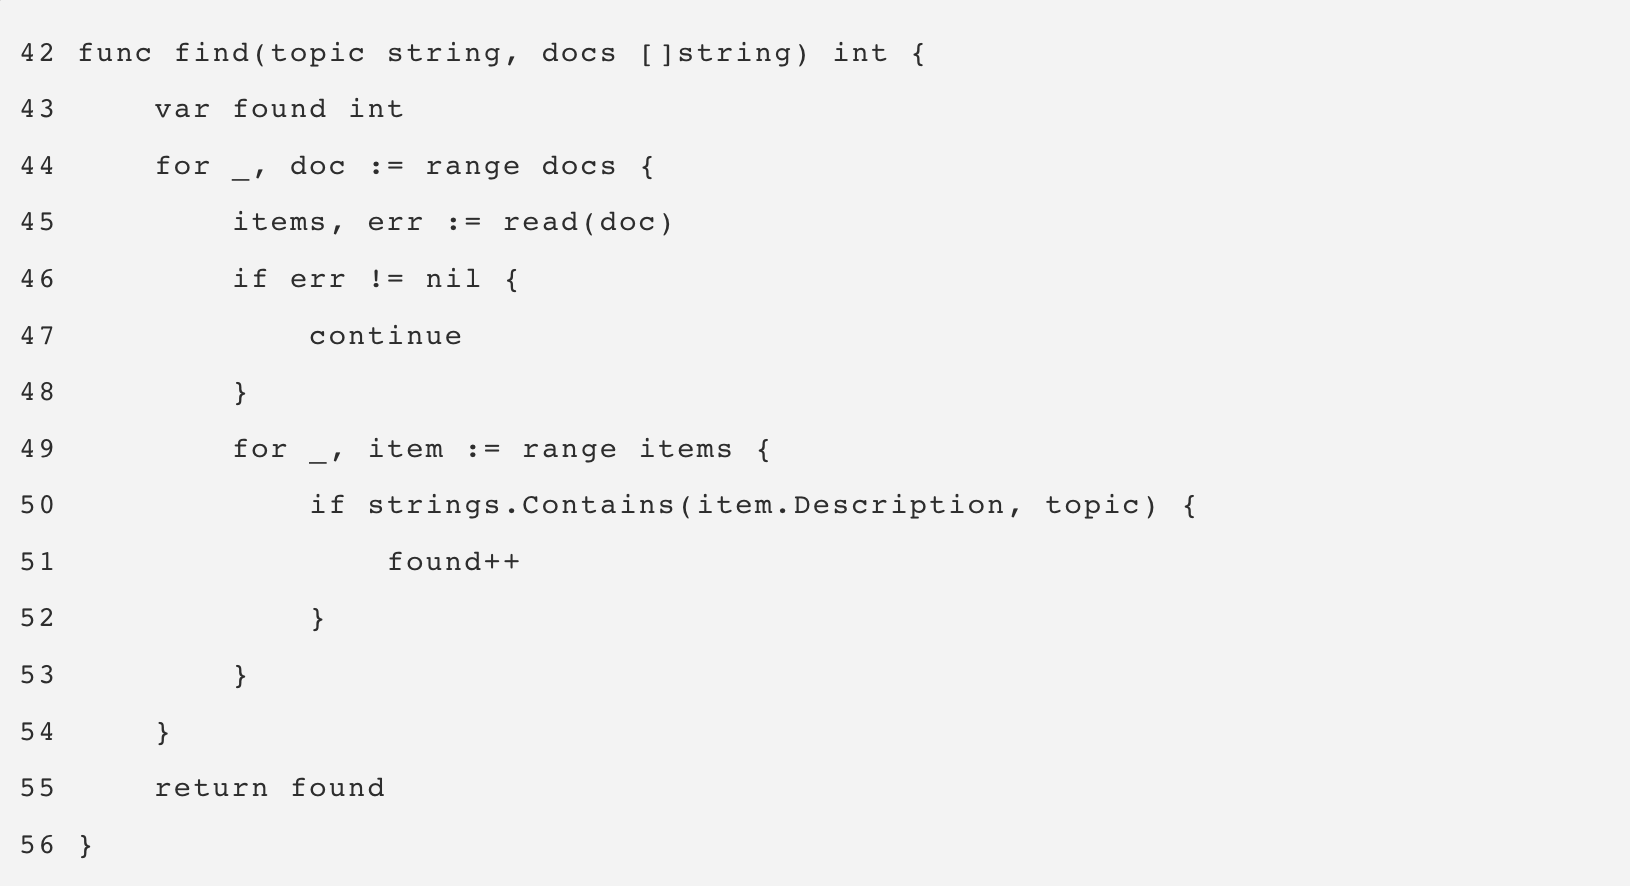 42 func find(topic string, docs []string) int {
43     var found int
44     for _, doc := range docs {
45         items, err := read(doc)
46         if err != nil {
47             continue
48         }
49         for _, item := range items {
50             if strings.Contains(item.Description, topic) {
51                 found++
52             }
53         }
54     }
55     return found
56 }